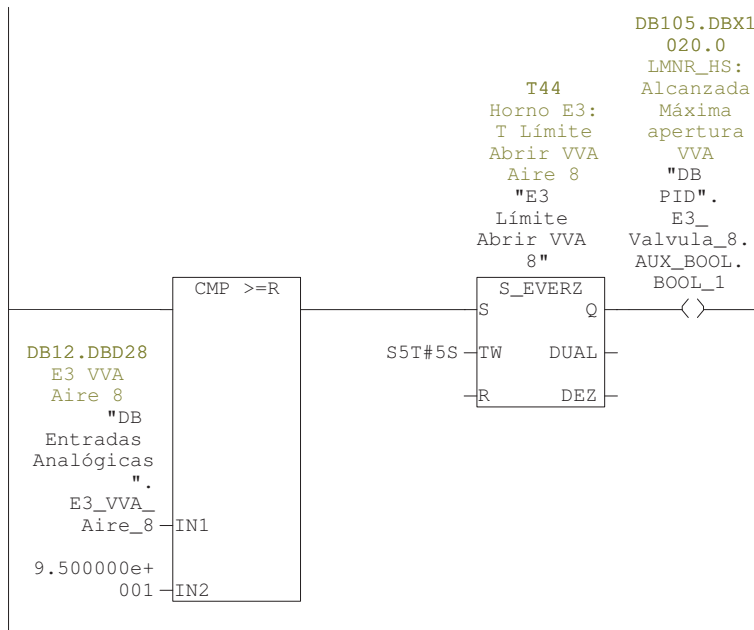 DB105.DBX1
020.0
LMNR_HS:
Alcanzada
Máxima
apertura
VVA
"DB
PID".
E3_
Valvula_8.
AUX_BOOL.
BOOL_1
T44
Horno E3:
T Límite
Abrir VVA
Aire 8
"E3
Límite
Abrir VVA
8"
CMP >=R
S_EVERZ
S Q
S5T#5S TW DUAL
R DEZ
DB12.DBD28
E3 VVA
Aire 8
"DB
Entradas
Analógicas
".
E3_VVA_
Aire_8 IN1
9.500000e+
001 IN2